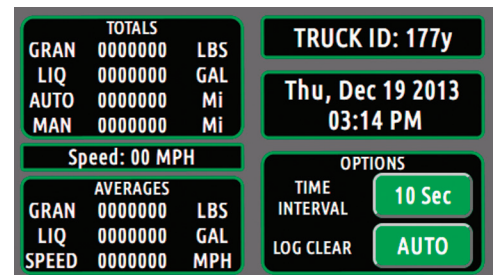 TOTALS
GRAN 0000000 LBS
LIQ 0000000 GAL
AUTO 0000000 Mi
MAN 0000000 Mi
Speed: 00 MPH
AVERAGES
GRAN 0000000 LBS
LIQ 0000000 GAL
SPEED 0000000 MPH
TRUCK ID: 177y
Thu, Dec 19 2013
03:14 PM
OPTIONS
TIME
INTERVAL
10 Sec
LOG CLEAR AUTO